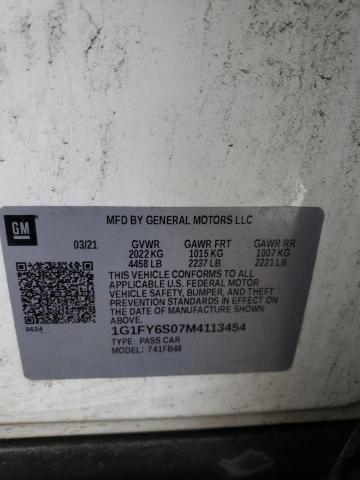 GM
MFD BY GENERAL MOTORS LLC
03/21 GVWR GAWR FRT GAWR RR
2022 KG 1015 KG 1007 KG
4458 LB 2237 LB 2221 LB
THIS VEHICLE CONFORMS TO ALL
APPLICABLE U.S. FEDERAL MOTOR
VEHICLE SAFETY, BUMPER, AND THEFT
PREVENTION STANDARDS IN EFFECT ON
THE DATE OF MANUFACTURE SHOWN
ABOVE.
9624
1G1FY6S07M4113454
TYPE: PASS CAR
MODEL: 741FB48